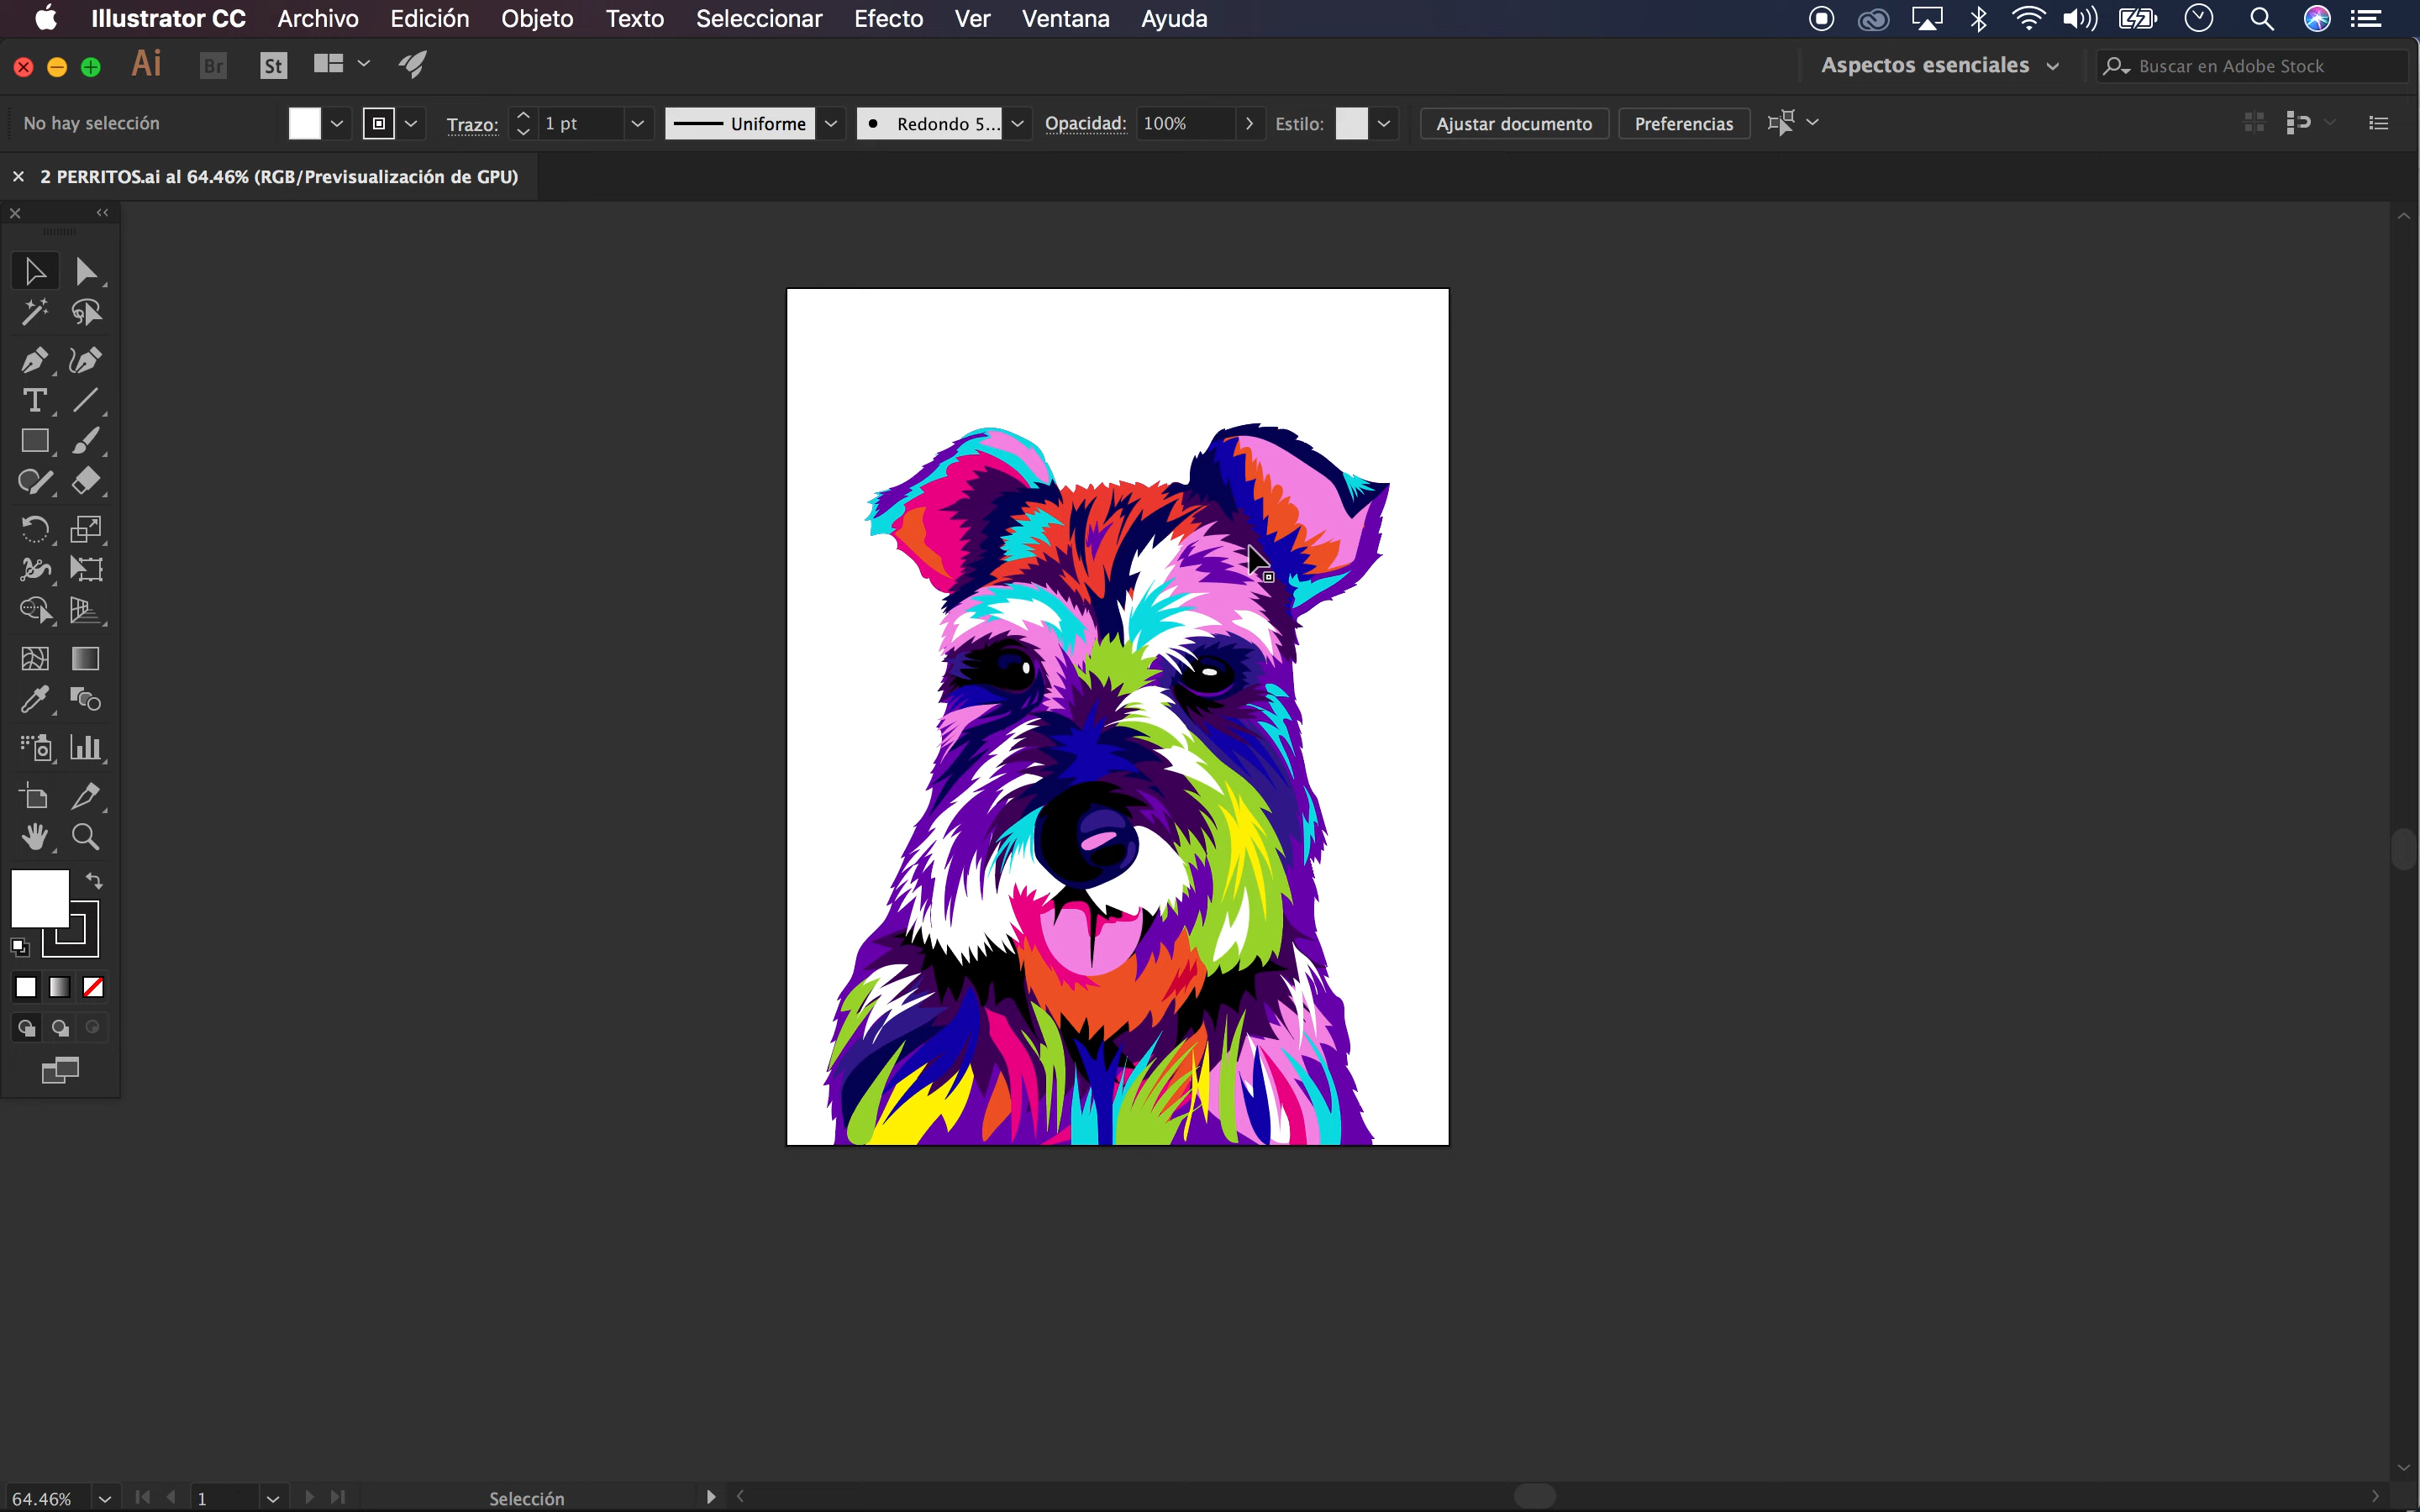 Illustrator CC Archivo Edición Objeto Texto Seleccionar Efecto Ver Ventana Ayuda
Ai Br St Aspectos esenciales Buscar en Adobe Stock
No hay selección Trazo: 1 pt Uniforme Redondo 5... Opacidad: 100% Estilo: Ajustar documento Preferencias
2 PERRITOS.ai al 64.46% (RGB/Previsualización de GPU)
64.46% 1 Selección